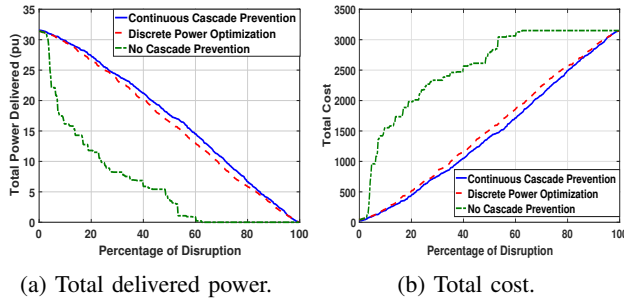 Total Power Delivered (pu)
35
30
25
20
15
10
5
0
0 20 40 60 80 100
Percentage of Disruption
Continuous Cascade Prevention
Discrete Power Optimization
No Cascade Prevention
(a) Total delivered power.
Total Cost
3500
3000
2500
2000
1500
1000
500
0
0 20 40 60 80 100
Percentage of Disruption
Continuous Cascade Prevention
Discrete Power Optimization
No Cascade Prevention
(b) Total cost.